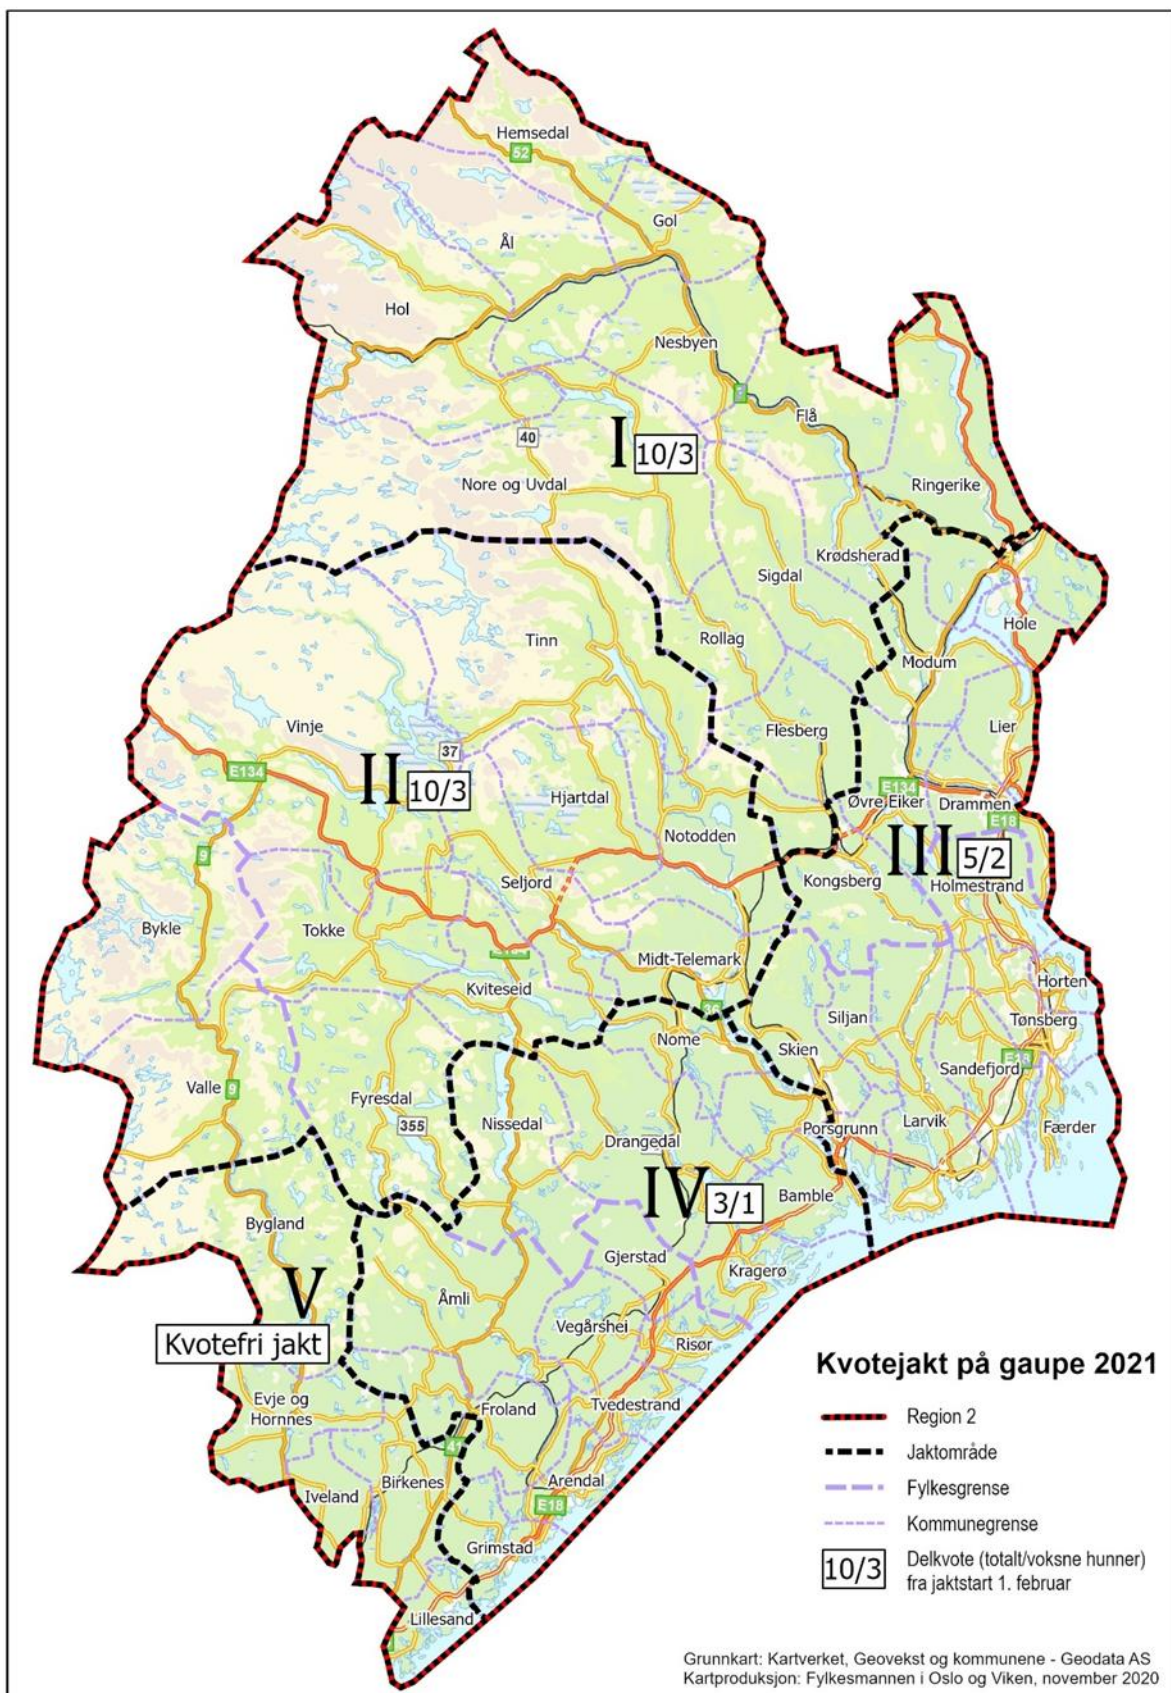 Hemsedal
52
Gol
Ål
Hol
Nesbyen
Flå
40
I
10/3
Nore og Uvdal
Ringerike
Krødsherad
Sigdal
Hole
Tinn
Rollag
Modum
Vinje
Flesberg
Lier
37
E134
II
10/3
Hjartdal
E134
Øvre Eiker
Drammen
E18
Notodden
III
5/2
9
Seljord
Kongsberg
Holmestrand
Bykle
Tokke
Midt-Telemark
Kviteseid
Horten
36
Siljan
Tønsberg
Nome
Skien
E18
Sandefjord
Valle
9
Fyresdal
355
Nissedal
Drangedal
Porsgrunn
Larvik
Færder
IV
3/1
Bamble
Bygland
Gjerstad
Kragerø
V
Åmli
Kvotefri jakt
Vegårshei
Risør
Evje og
Hornnes
Froland
Tvedestrand
41
Birkenes
Iveland
Arendal
E18
Grimstad
Lillesand
Kvotejakt på gaupe 2021
Region 2
Jaktområde
Fylkesgrense
Kommunegrense
10/3
Delkvote (totalt/voksne hunner)
fra jaktstart 1. februar
Grunnkart: Kartverket, Geovekst og kommunene - Geodata AS
Kartproduksjon: Fylkesmannen i Oslo og Viken, november 2020